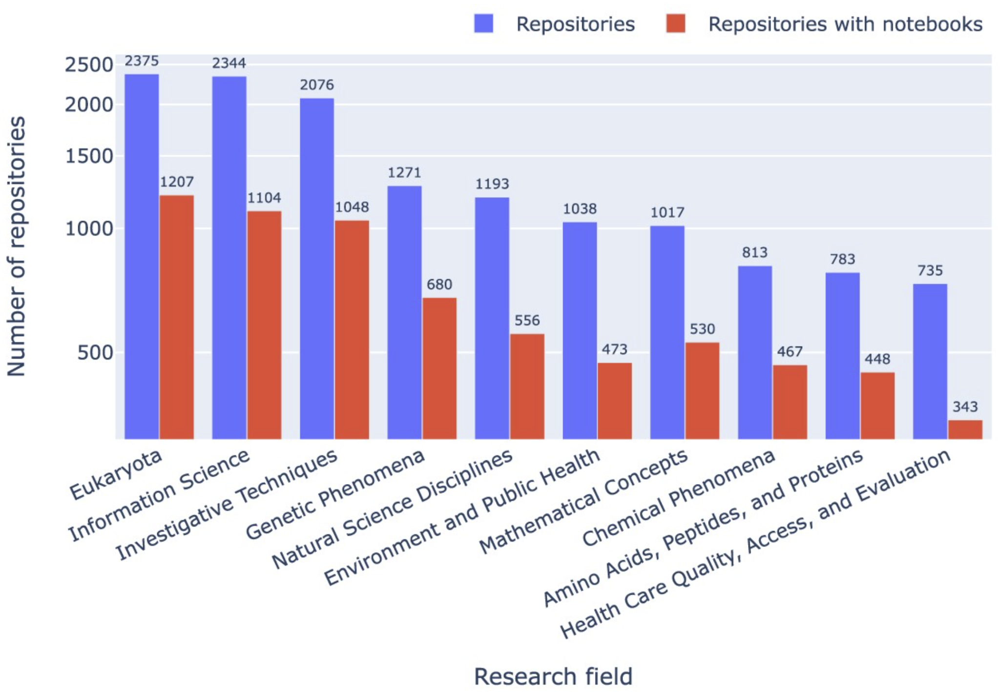 Repositories Repositories with notebooks
Number of repositories
2500
2000
1500
1000
500
2375
1207
2344
1104
2076
1048
1271
680
1193
556
1038
473
1017
530
813
467
783
448
735
343
Eukaryota
Information Science
Investigative Techniques
Genetic Phenomena
Natural Science Disciplines
Environment and Public Health
Mathematical Concepts
Chemical Phenomena
Amino Acids, Peptides, and Proteins
Health Care Quality, Access, and Evaluation
Research field